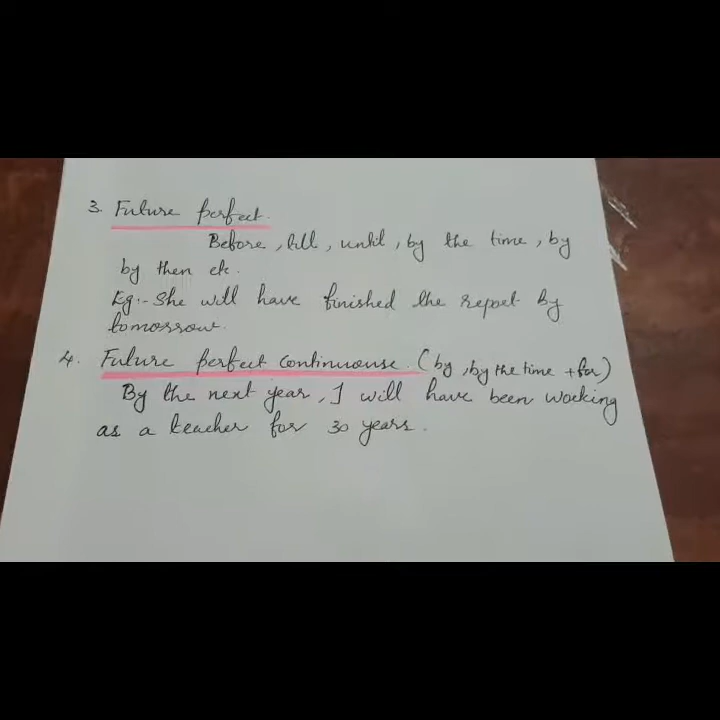 3. Future perfect.
Before, till, until, by the time, by
by then etc.
Eg:- She will have finished the report by
tomorrow.
4. Future perfect continuouse. (by, by the time + for)
By the next year, I will have been working
as a teacher for 30 years.